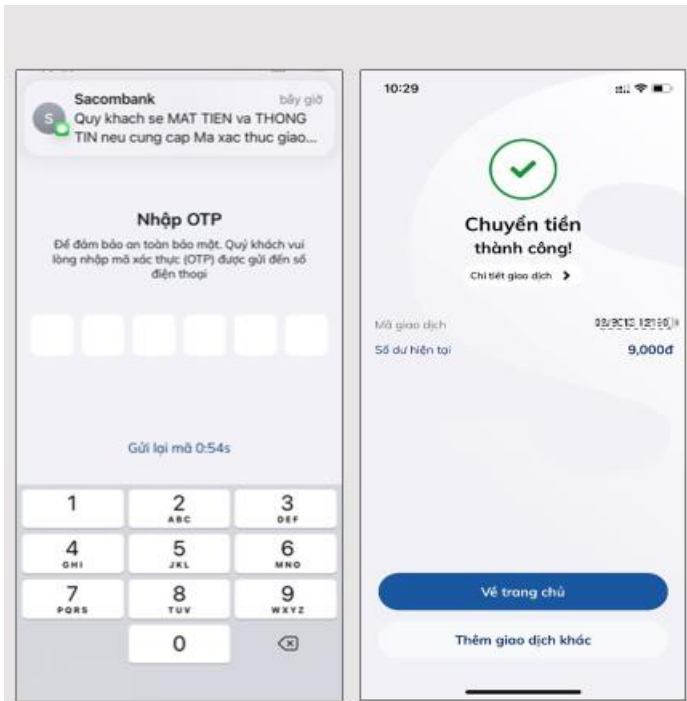 Sacombank
bây giờ
S
Quy khach se MAT TIEN va THONG
TIN neu cung cap Ma xac thuc giao...
Nhập OTP
Để đảm bảo an toàn bảo mật. Quý khách vui
lòng nhập mã xác thực (OTP) được gửi đến số
điện thoại
Gửi lại mã 0:54s
1
2
ABC
3
DEF
4
GHI
5
JKL
6
MNO
7
PQRS
8
TUV
9
WXYZ
0
10:29
Chuyển tiền
thành công!
Chi tiết giao dịch
Mã giao dịch
Số dư hiện tại
9,000đ
Về trang chủ
Thêm giao dịch khác